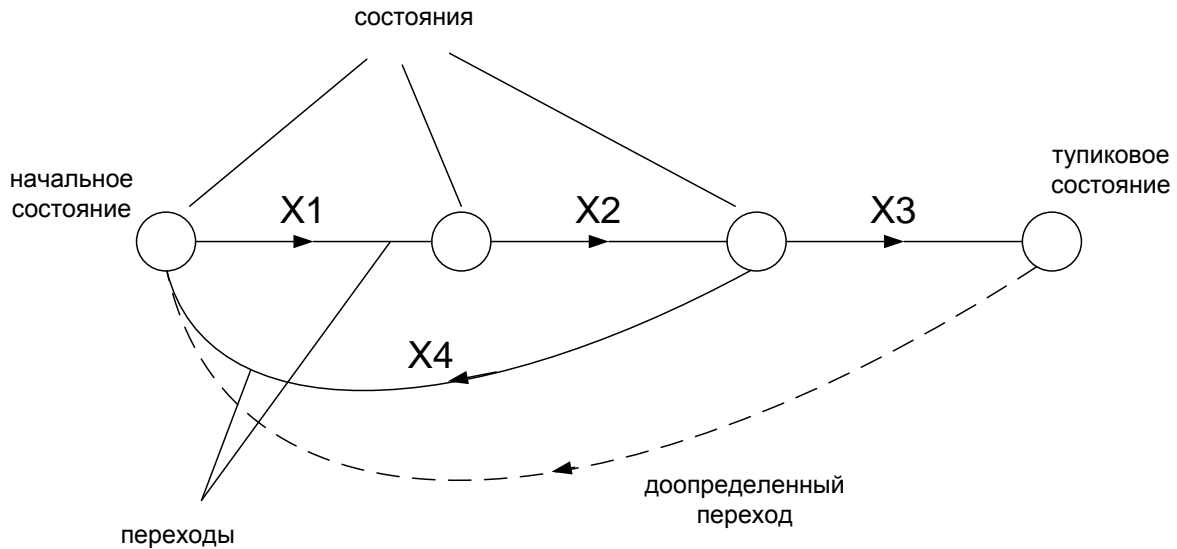 состояния
начальное
состояние
X1
X2
X3
тупиковое
состояние
X4
доопределенный
переход
переходы